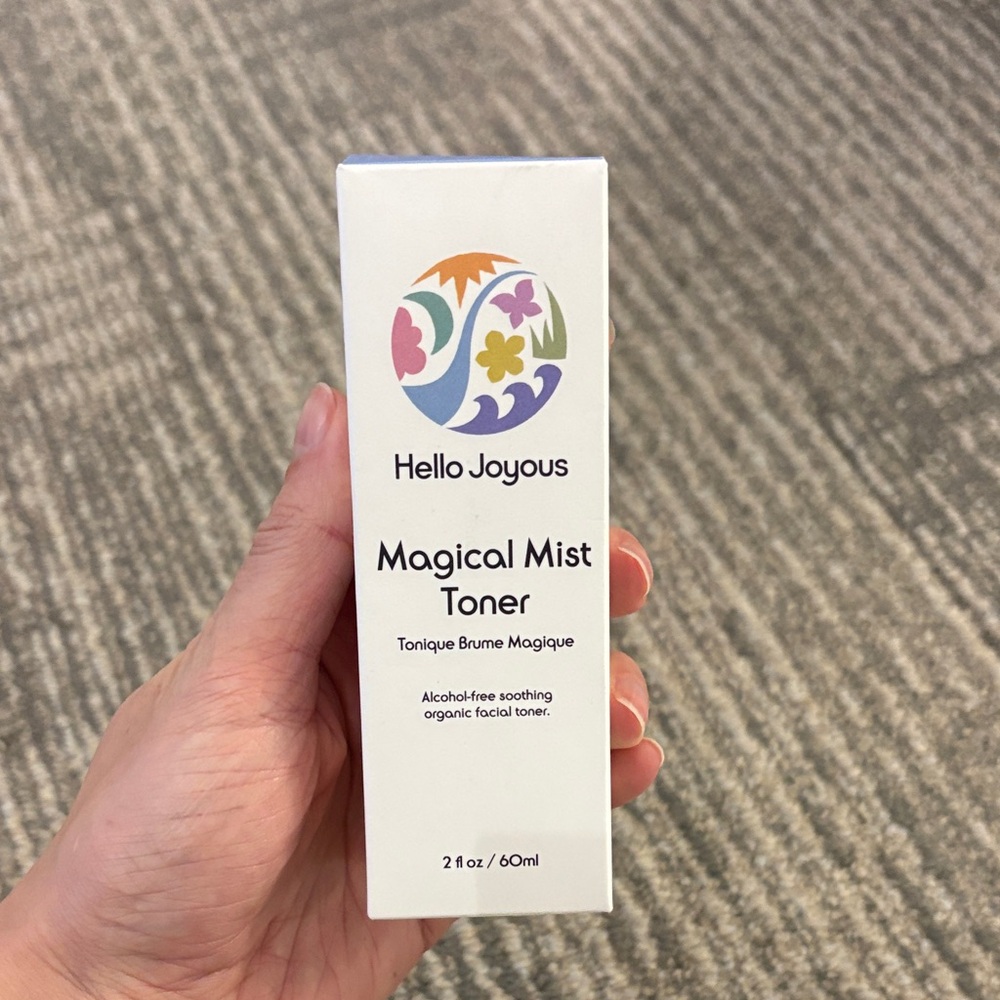 Hello Joyous
Magical Mist
Toner
Tonique Brume Magique
Alcohol-free soothing
organic facial toner.
2 fl oz / 60ml